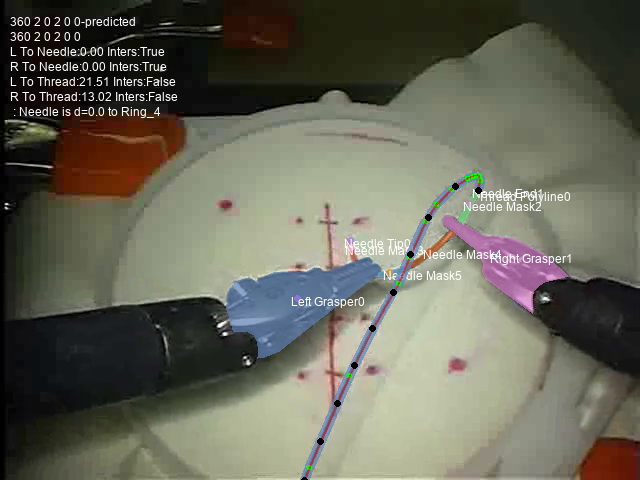 360 2 0 2 0 0-predicted
360 2 0 2 0 0
L To Needle:0.00 Inters:True
R To Needle:0.00 Inters:True
L To Thread:21.51 Inters:False
R To Thread:13.02 Inters:False
: Needle is d=0.0 to Ring_4
Needle End1
Thread Polyline0
Needle Mask2
Needle Tip0
Needle Mask3
Needle Mask4
Right Grasper1
Needle Mask5
Left Grasper0